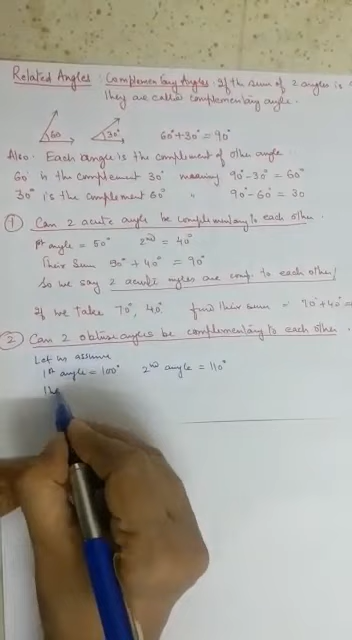 Related Angles : Complementary Angles : If the sum of 2 angles is
They are called complementary angle.
60 30° 60°+30°=90°
Also. Each angle is the complement of other angle.
60° is the complement 30° meaning 90°-30°=60°
30° is the complement 60° " 90°-60°=30
① Can 2 acute angle be complementary to each other.
1st angle = 50° 2nd = 40°
Their Sum 50°+40° = 90°
So we say 2 acute angles are comp. to each other/
If we take 70°, 40° find their sum = 70°+40°=
② Can 2 obtuse angles be complementary to each other.
Let us assume
1st angle = 100° 2nd angle = 110°
The